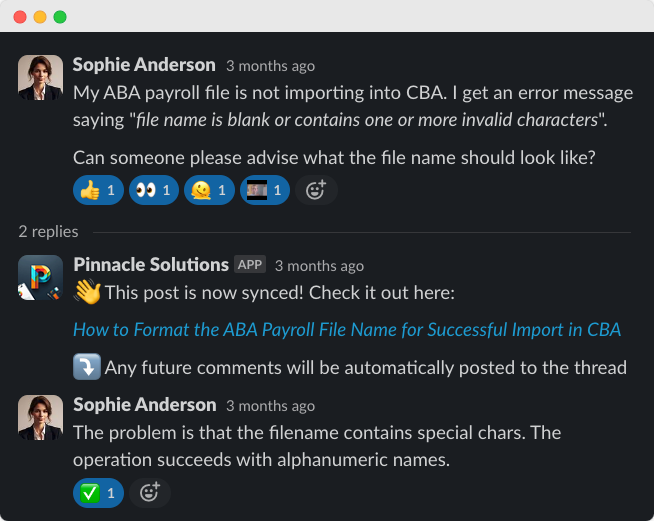 Sophie Anderson 3 months ago
My ABA payroll file is not importing into CBA. I get an error message
saying "file name is blank or contains one or more invalid characters".
Can someone please advise what the file name should look like?
1 1 1 1
2 replies
Pinnacle Solutions APP 3 months ago
This post is now synced! Check it out here:
How to Format the ABA Payroll File Name for Successful Import in CBA
Any future comments will be automatically posted to the thread
Sophie Anderson 3 months ago
The problem is that the filename contains special chars. The
operation succeeds with alphanumeric names.
1